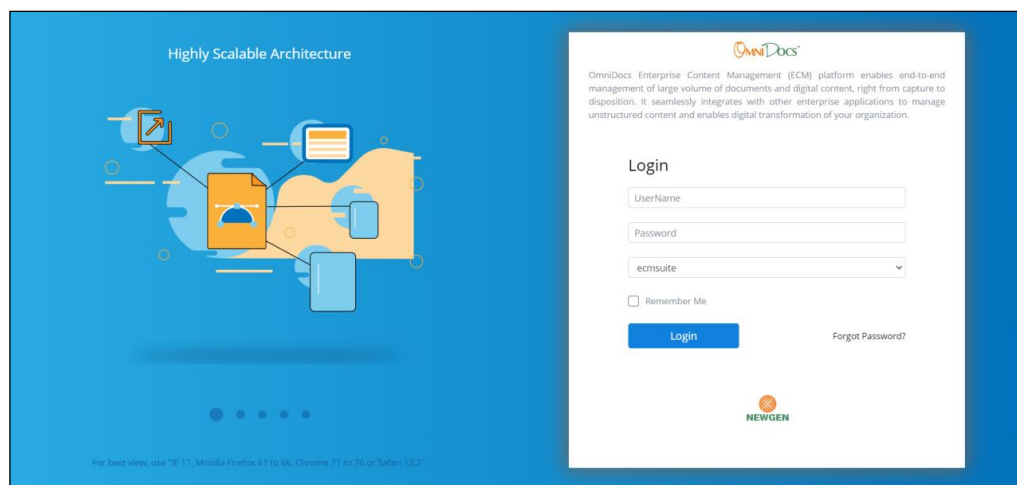 Highly Scalable Architecture
For best view, use "IE 11, Mozilla Firefox 61 to 66, Chrome 71 to 76 or Safari 12.2".
OMNIDOCS
OmniDocs Enterprise Content Management (ECM) platform enables end-to-end
management of large volume of documents and digital content, right from capture to
disposition. It seamlessly integrates with other enterprise applications to manage
unstructured content and enables digital transformation of your organization.
Login
UserName
Password
ecmsuite
Remember Me
Login
Forgot Password?
NEWGEN